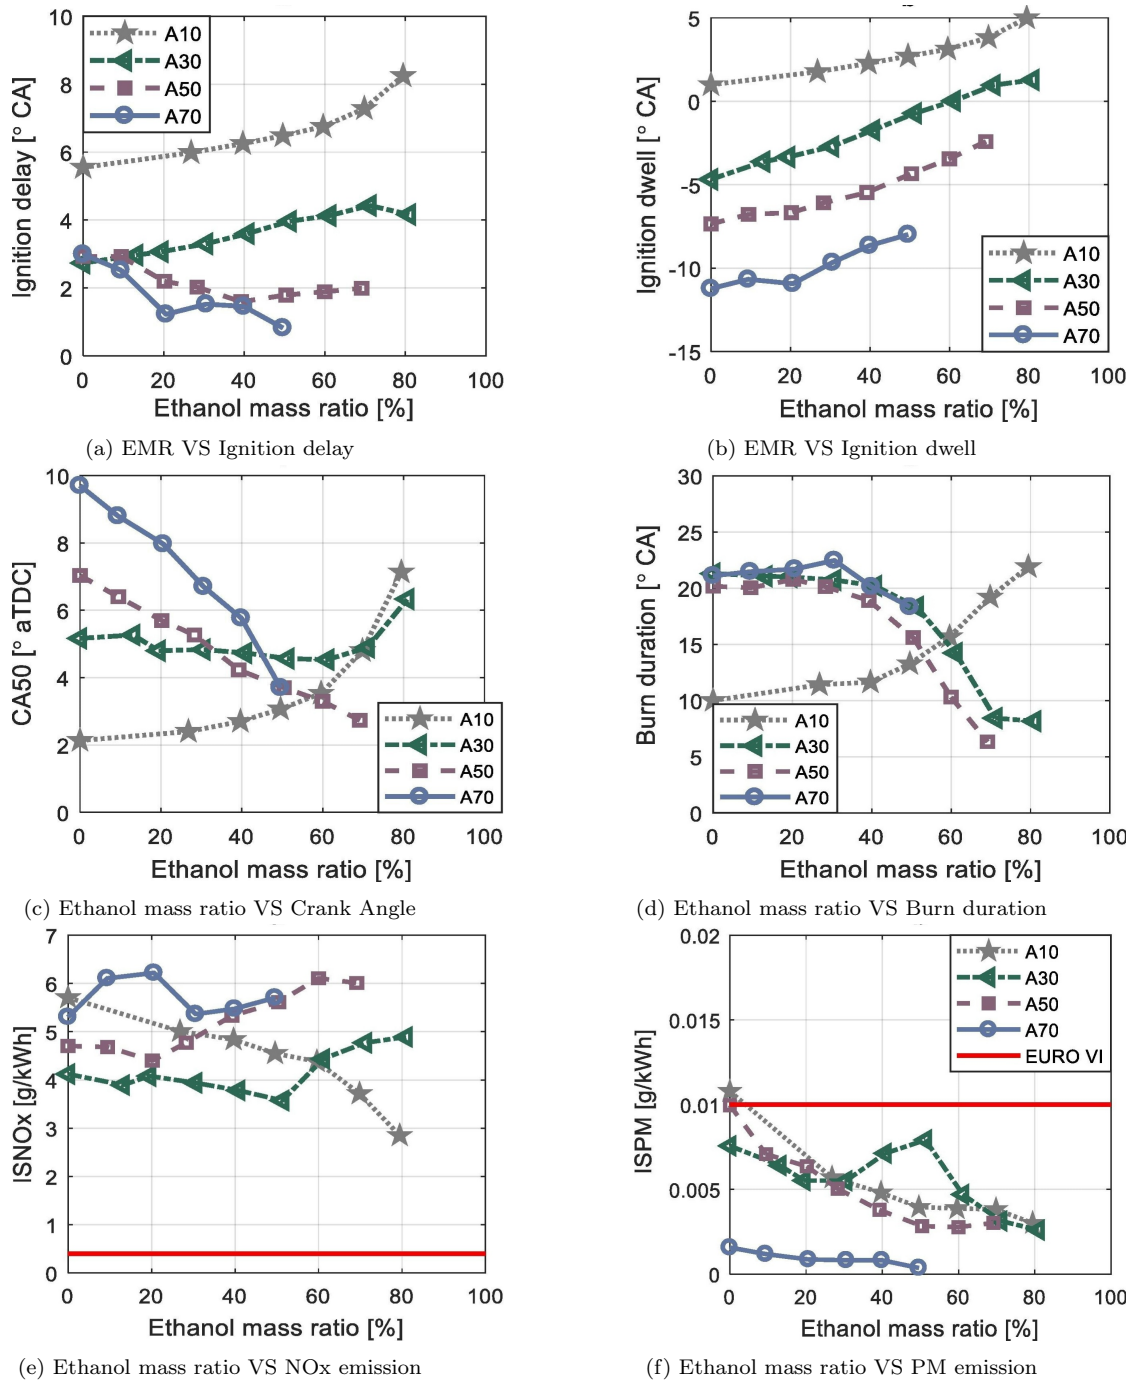 10
8
6
4
2
0
Ignition delay [° CA]
A10
A30
A50
A70
0 20 40 60 80 100
Ethanol mass ratio [%]
(a) EMR VS Ignition delay
5
0
-5
-10
-15
Ignition dwell [° CA]
A10
A30
A50
A70
0 20 40 60 80 100
Ethanol mass ratio [%]
(b) EMR VS Ignition dwell
10
8
6
4
2
0
CA50 [° aTDC]
A10
A30
A50
A70
0 20 40 60 80 100
Ethanol mass ratio [%]
(c) Ethanol mass ratio VS Crank Angle
30
25
20
15
10
5
0
Burn duration [° CA]
A10
A30
A50
A70
0 20 40 60 80 100
Ethanol mass ratio [%]
(d) Ethanol mass ratio VS Burn duration
7
6
5
4
3
2
1
0
ISNOx [g/kWh]
0 20 40 60 80 100
Ethanol mass ratio [%]
(e) Ethanol mass ratio VS NOx emission
0.02
0.015
0.01
0.005
0
ISPM [g/kWh]
A10
A30
A50
A70
EURO VI
0 20 40 60 80 100
Ethanol mass ratio [%]
(f) Ethanol mass ratio VS PM emission